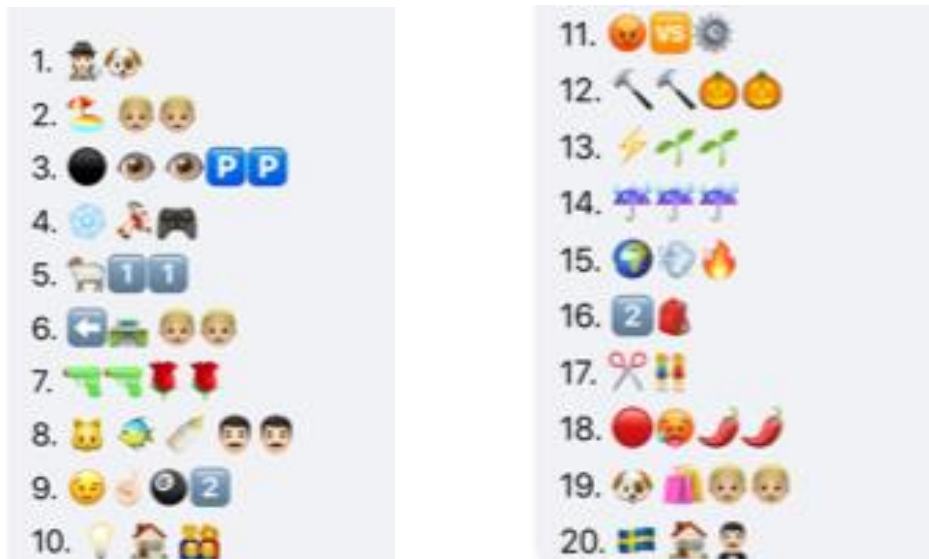 1. 🕵🏻‍♂️🐶
2. 🏖️ 👦🏼👦🏼
3. ⚫👁️ 👁️🅿️🅿️
4. ❄️ 🏃🎮
5. 🐑1️⃣1️⃣
6. ⬅️🛣️ 👦🏼👦🏼
7. 🔫🔫🌹🌹
8. 🐱 🐠 👨🏻👨🏻
9. 😉☝🏻🎱2️⃣
10. 💡 🏠
11. 😡🆚⚙️
12. 🔨🔨🎃🎃
13. ⚡🌱🌱
14. ☔☔☔
15. 🌍💨🔥
16. 2️⃣🎒
17. ✂️
18. 🔴🥵🌶️🌶️
19. 🐶 🛍️👦🏼👦🏼
20. 🇸🇪 🏠